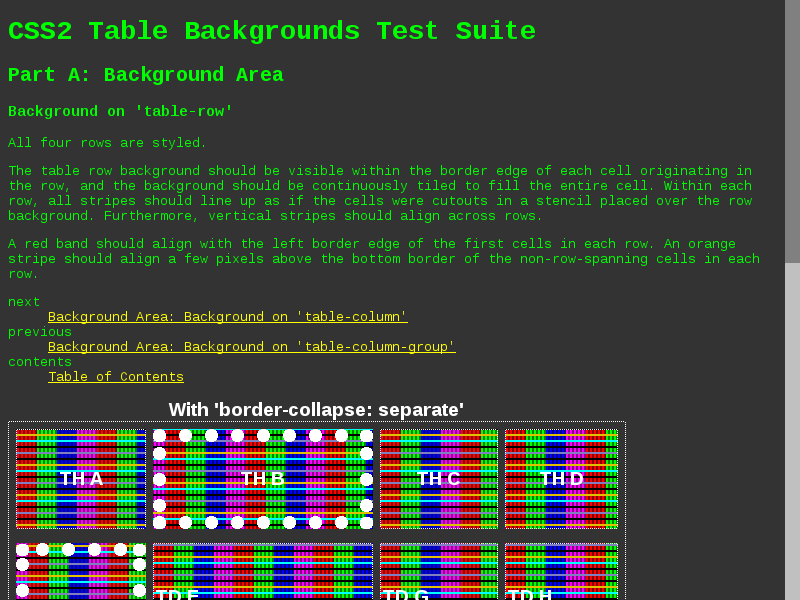 CSS2 Table Backgrounds Test Suite
Part A: Background Area
Background on 'table-row'
All four rows are styled.
The table row background should be visible within the border edge of each cell originating in
the row, and the background should be continuously tiled to fill the entire cell. Within each
row, all stripes should line up as if the cells were cutouts in a stencil placed over the row
background. Furthermore, vertical stripes should align across rows.
A red band should align with the left border edge of the first cells in each row. An orange
stripe should align a few pixels above the bottom border of the non-row-spanning cells in each
row.
next
Background Area: Background on 'table-column'
previous
Background Area: Background on 'table-column-group'
contents
Table of Contents
With 'border-collapse: separate'
TH A TH B TH C TH D
TD F TD G TD H